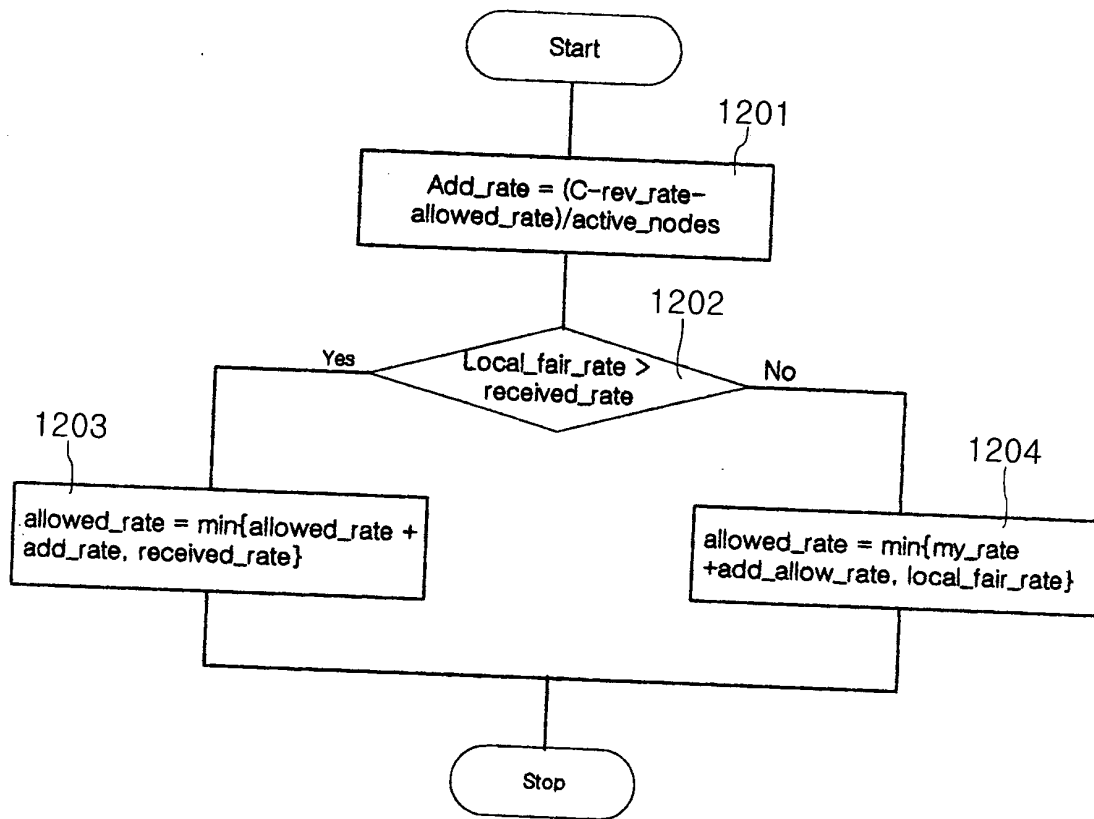 Start
1201
Add_rate = (C-rev_rate-
allowed_rate)/active_nodes
1202
Yes
Local_fair_rate >
received_rate
No
1203
allowed_rate = min{allowed_rate +
add_rate, received_rate}
1204
allowed_rate = min{my_rate
+add_allow_rate, local_fair_rate}
Stop